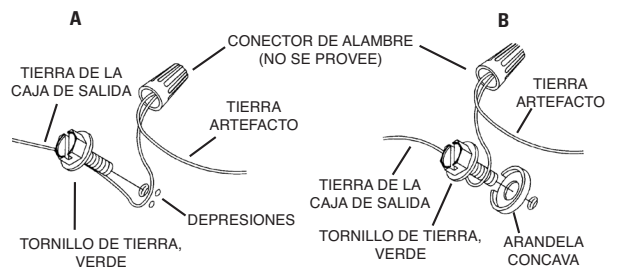 A
B
CONECTOR DE ALAMBRE
(NO SE PROVEE)
TIERRA DE LA
CAJA DE SALIDA
TIERRA
ARTEFACTO
DEPRESIONES
TORNILLO DE TIERRA,
VERDE
TIERRA
ARTEFACTO
TIERRA DE LA
CAJA DE SALIDA
TORNILLO DE TIERRA,
VERDE
ARANDELA
CONCAVA